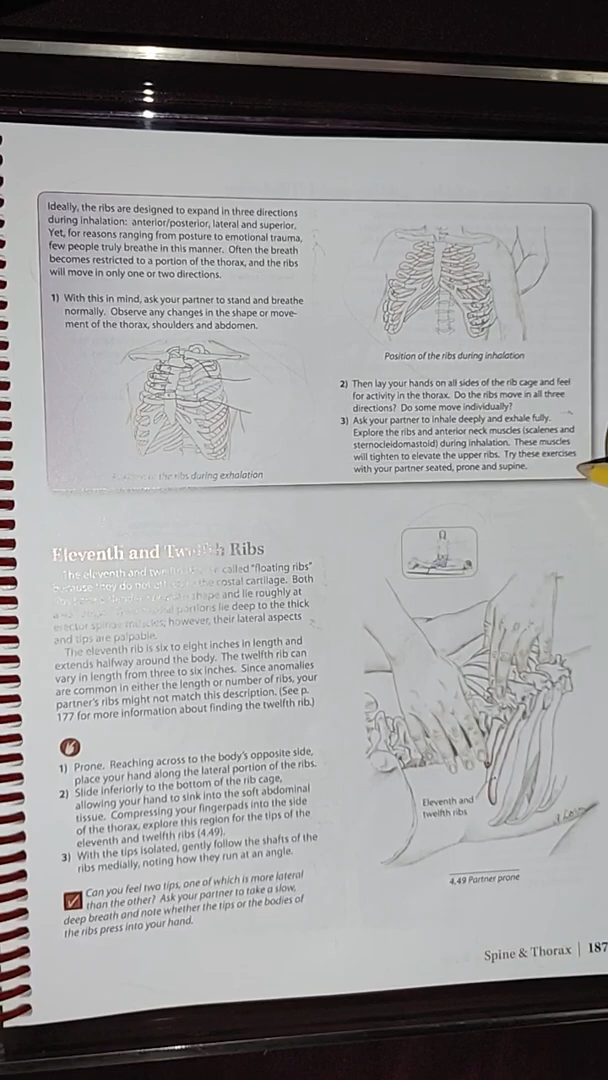 Ideally, the ribs are designed to expand in three directions
during inhalation: anterior/posterior, lateral and superior.
Yet, for reasons ranging from posture to emotional trauma,
few people truly breathe in this manner. Often the breath
becomes restricted to a portion of the thorax, and the ribs
will move in only one or two directions.
1) With this in mind, ask your partner to stand and breathe
normally. Observe any changes in the shape or move-
ment of the thorax, shoulders and abdomen.
the ribs during exhalation
Position of the ribs during inhalation
2) Then lay your hands on all sides of the rib cage and feel
for activity in the thorax. Do the ribs move in all three
directions? Do some move individually?
3) Ask your partner to inhale deeply and exhale fully.
Explore the ribs and anterior neck muscles (scalenes and
sternocleidomastoid) during inhalation. These muscles
will tighten to elevate the upper ribs. Try these exercises
with your partner seated, prone and supine.
Eleventh and Twelfth Ribs
The eleventh and called "floating ribs"
because they do not the costal cartilage. Both
shape and lie roughly at
portions lie deep to the thick
erector spinae muscles; however, their lateral aspects
and tips are palpable.
The eleventh rib is six to eight inches in length and
extends halfway around the body. The twelfth rib can
vary in length from three to six inches. Since anomalies
are common in either the length or number of ribs, your
partner's ribs might not match this description. (See p.
177 for more information about finding the twelfth rib.)
1) Prone. Reaching across to the body's opposite side,
place your hand along the lateral portion of the ribs.
2) Slide inferiorly to the bottom of the rib cage,
allowing your hand to sink into the soft abdominal
tissue. Compressing your fingerpads into the side
of the thorax, explore this region for the tips of the
eleventh and twelfth ribs (4.49).
3) With the tips isolated, gently follow the shafts of the
ribs medially, noting how they run at an angle.
Can you feel two tips, one of which is more lateral
than the other? Ask your partner to take a slow,
deep breath and note whether the tips or the bodies of
the ribs press into your hand.
Eleventh and
twelfth ribs
4.49 Partner prone
Spine & Thorax | 187